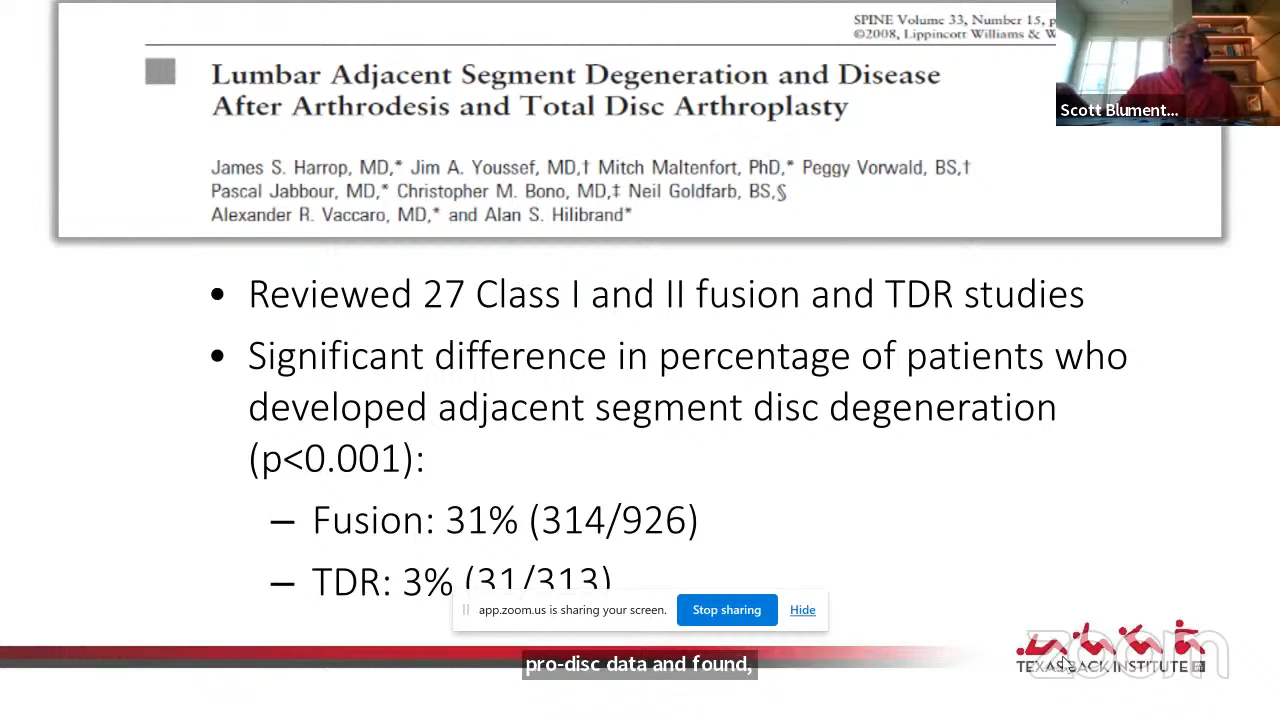 SPINE Volume 33, Number 15, p
©2008, Lippincott Williams & W
Lumbar Adjacent Segment Degeneration and Disease
After Arthrodesis and Total Disc Arthroplasty
James S. Harrop, MD,* Jim A. Youssef, MD,† Mitch Maltenfort, PhD,* Peggy Vorwald, BS,†
Pascal Jabbour, MD,* Christopher M. Bono, MD,‡ Neil Goldfarb, BS,§
Alexander R. Vaccaro, MD,* and Alan S. Hilibrand*
Scott Blument...
• Reviewed 27 Class I and II fusion and TDR studies
• Significant difference in percentage of patients who
developed adjacent segment disc degeneration
(p<0.001):
– Fusion: 31% (314/926)
– TDR: 3% (31/313)
app.zoom.us is sharing your screen.
Stop sharing
Hide
pro-disc data and found,
zoom
TEXAS BACK INSTITUTE